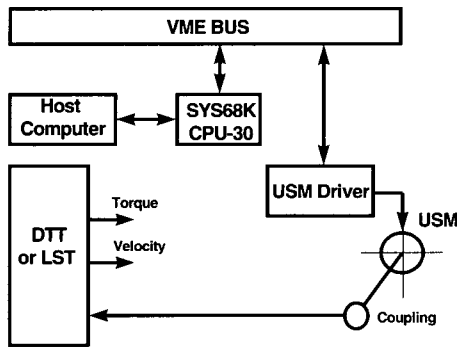 VME BUS
Host
Computer
SYS68K
CPU-30
USM Driver
USM
DTT
or LST
Torque
Velocity
Coupling